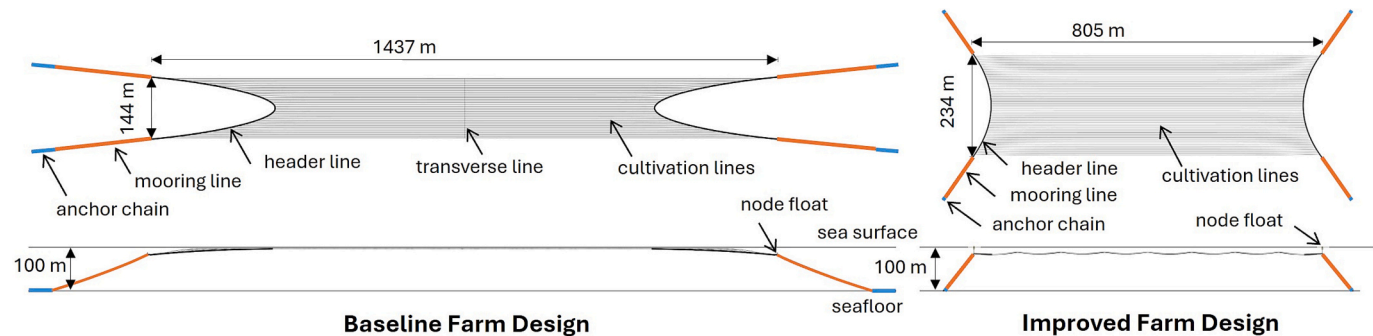 1437 m
144 m
header line
transverse line
cultivation lines
mooring line
anchor chain
node float
sea surface
100 m
seafloor
Baseline Farm Design
805 m
234 m
header line
mooring line
cultivation lines
anchor chain
node float
100 m
Improved Farm Design